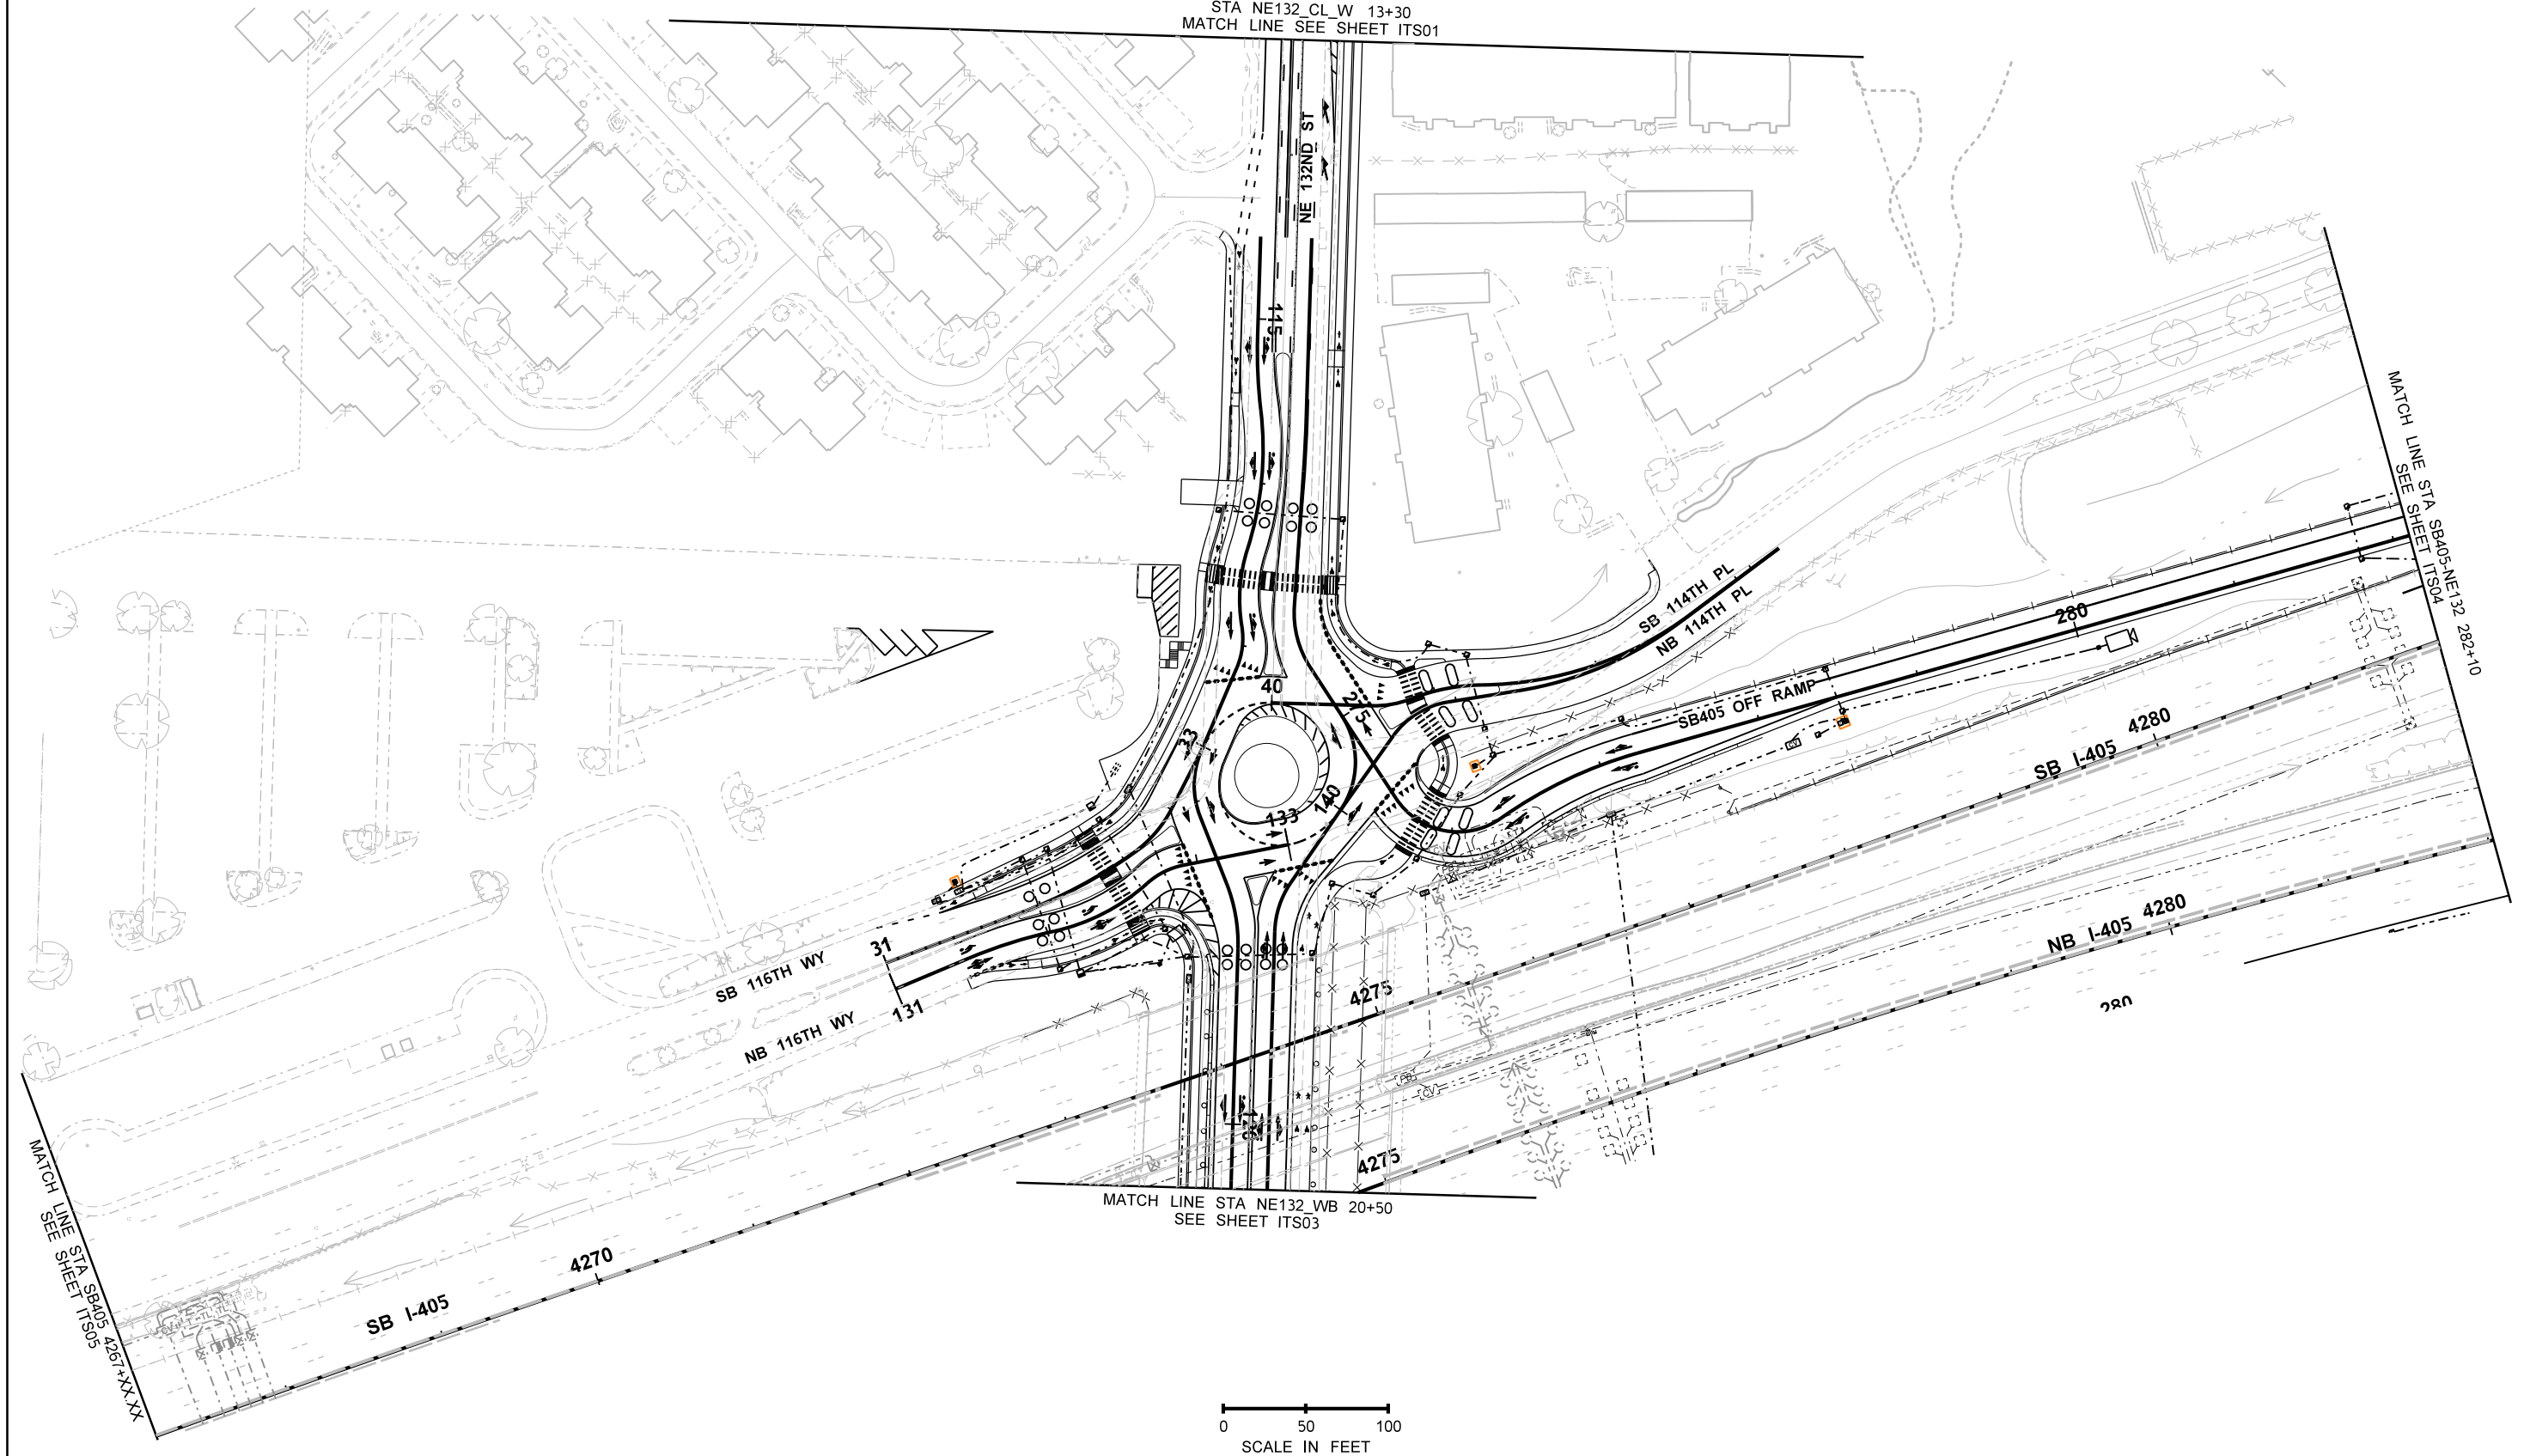 STA NE132_CL_W 13+30
MATCH LINE SEE SHEET ITS01
NE 132ND ST
115
MATCH LINE STA SB405-NE132 282+10
SEE SHEET ITS04
SB 114TH PL
NB 114TH PL
280
SB405 OFF RAMP
40
215
33
140
133
SB I-405
4280
NB I-405
4280
280
31
SB 116TH WY
131
NB 116TH WY
4275
4275
MATCH LINE STA NE132_WB 20+50
SEE SHEET ITS03
4270
SB I-405
MATCH LINE STA SB405 4267+XX.XX
SEE SHEET ITS05
0 50 100
SCALE IN FEET